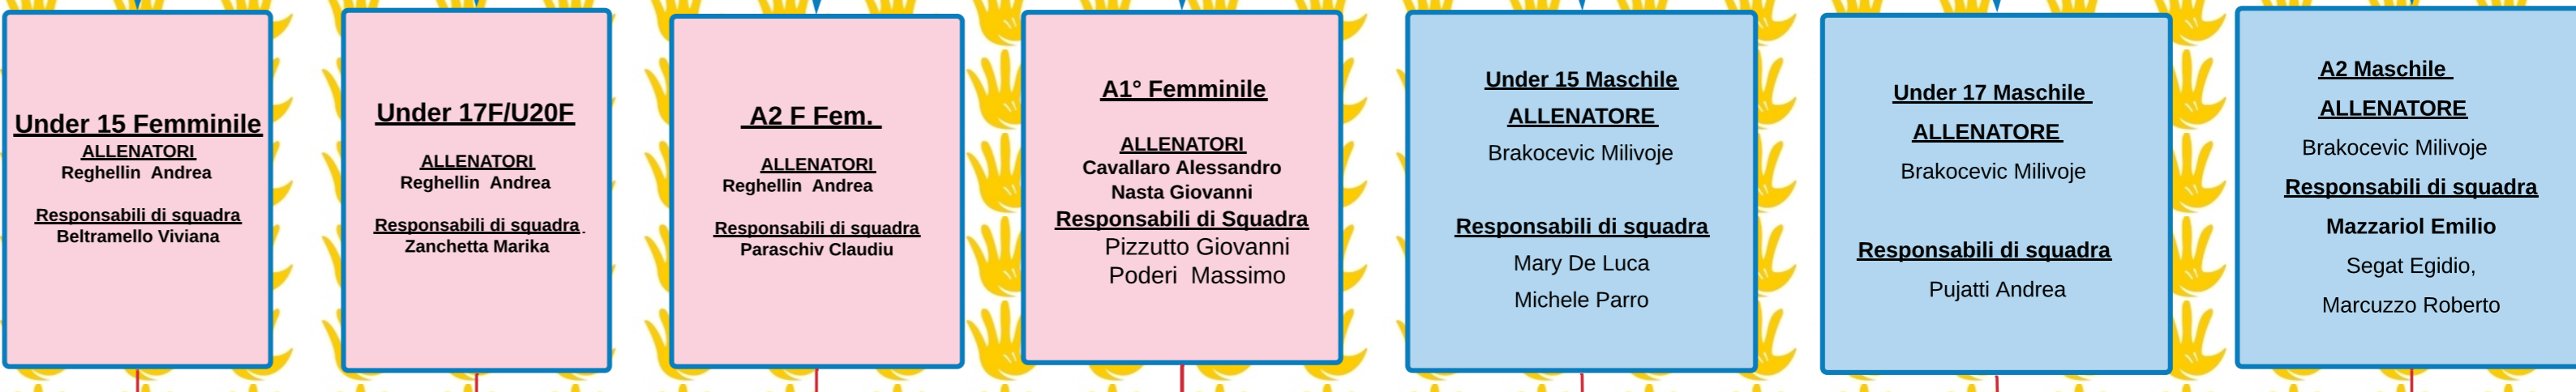 Under 15 Femminile
ALLENATORI
Reghellin Andrea
Responsabili di squadra
Beltramello Viviana
Under 17F/U20F
ALLENATORI
Reghellin Andrea
Responsabili di squadra.
Zanchetta Marika
A2 F Fem.
ALLENATORI
Reghellin Andrea
Responsabili di squadra
Paraschiv Claudiu
A1° Femminile
ALLENATORI
Cavallaro Alessandro
Nasta Giovanni
Responsabili di Squadra
Pizzutto Giovanni
Poderi Massimo
Under 15 Maschile
ALLENATORE
Brakocevic Milivoje
Responsabili di squadra
Mary De Luca
Michele Parro
Under 17 Maschile
ALLENATORE
Brakocevic Milivoje
Responsabili di squadra
Pujatti Andrea
A2 Maschile
ALLENATORE
Brakocevic Milivoje
Responsabili di squadra
Mazzariol Emilio
Segat Egidio,
Marcuzzo Roberto